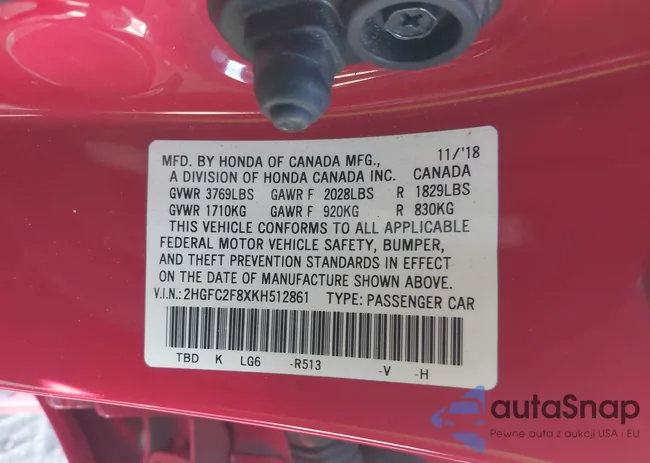 MFD. BY HONDA OF CANADA MFG., 11/'18
A DIVISION OF HONDA CANADA INC. CANADA
GVWR 3769LBS GAWR F 2028LBS R 1829LBS
GVWR 1710KG GAWR F 920KG R 830KG
THIS VEHICLE CONFORMS TO ALL APPLICABLE
FEDERAL MOTOR VEHICLE SAFETY, BUMPER,
AND THEFT PREVENTION STANDARDS IN EFFECT
ON THE DATE OF MANUFACTURE SHOWN ABOVE.
V.I.N.: 2HGFC2F8XKH512861 TYPE: PASSENGER CAR
TBD K LG6 -R513 -V -H
autaSnap
Pewne auta z aukcji USA i EU